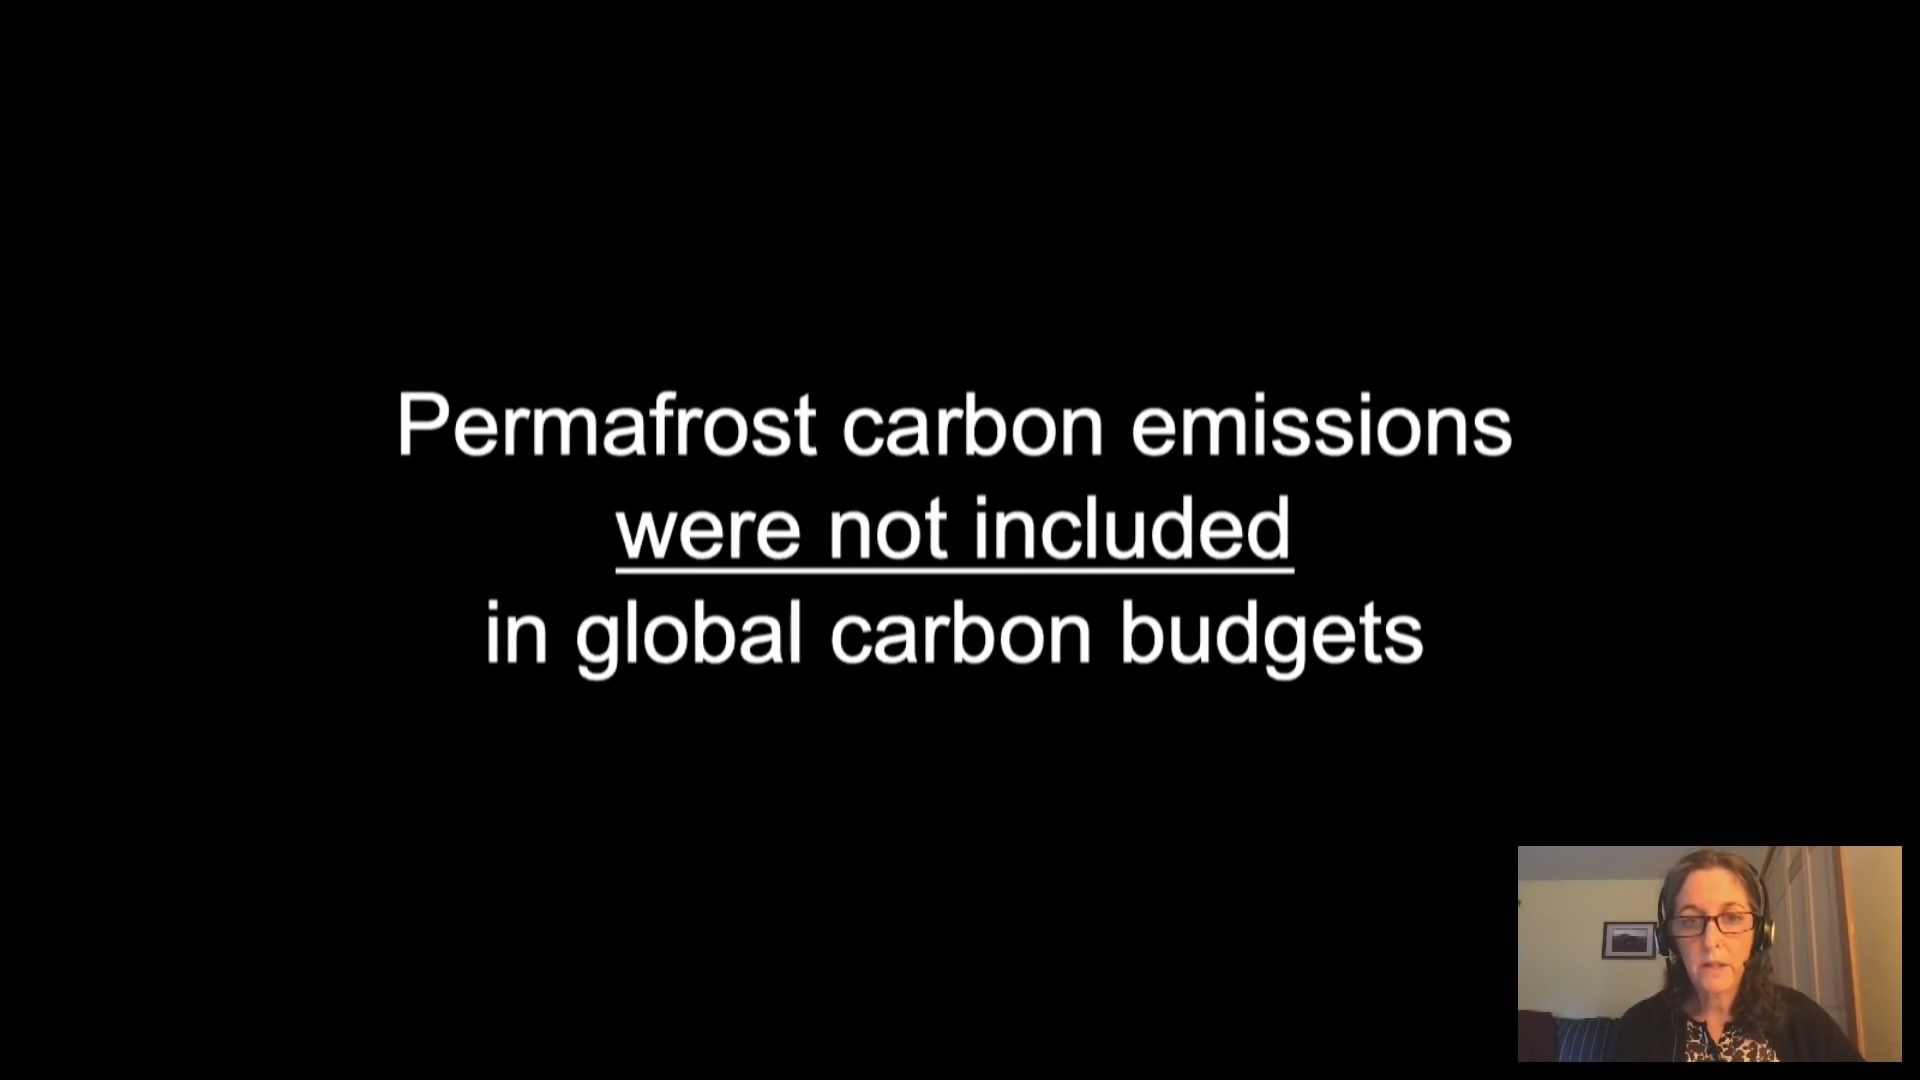 Permafrost carbon emissions
were not included
in global carbon budgets